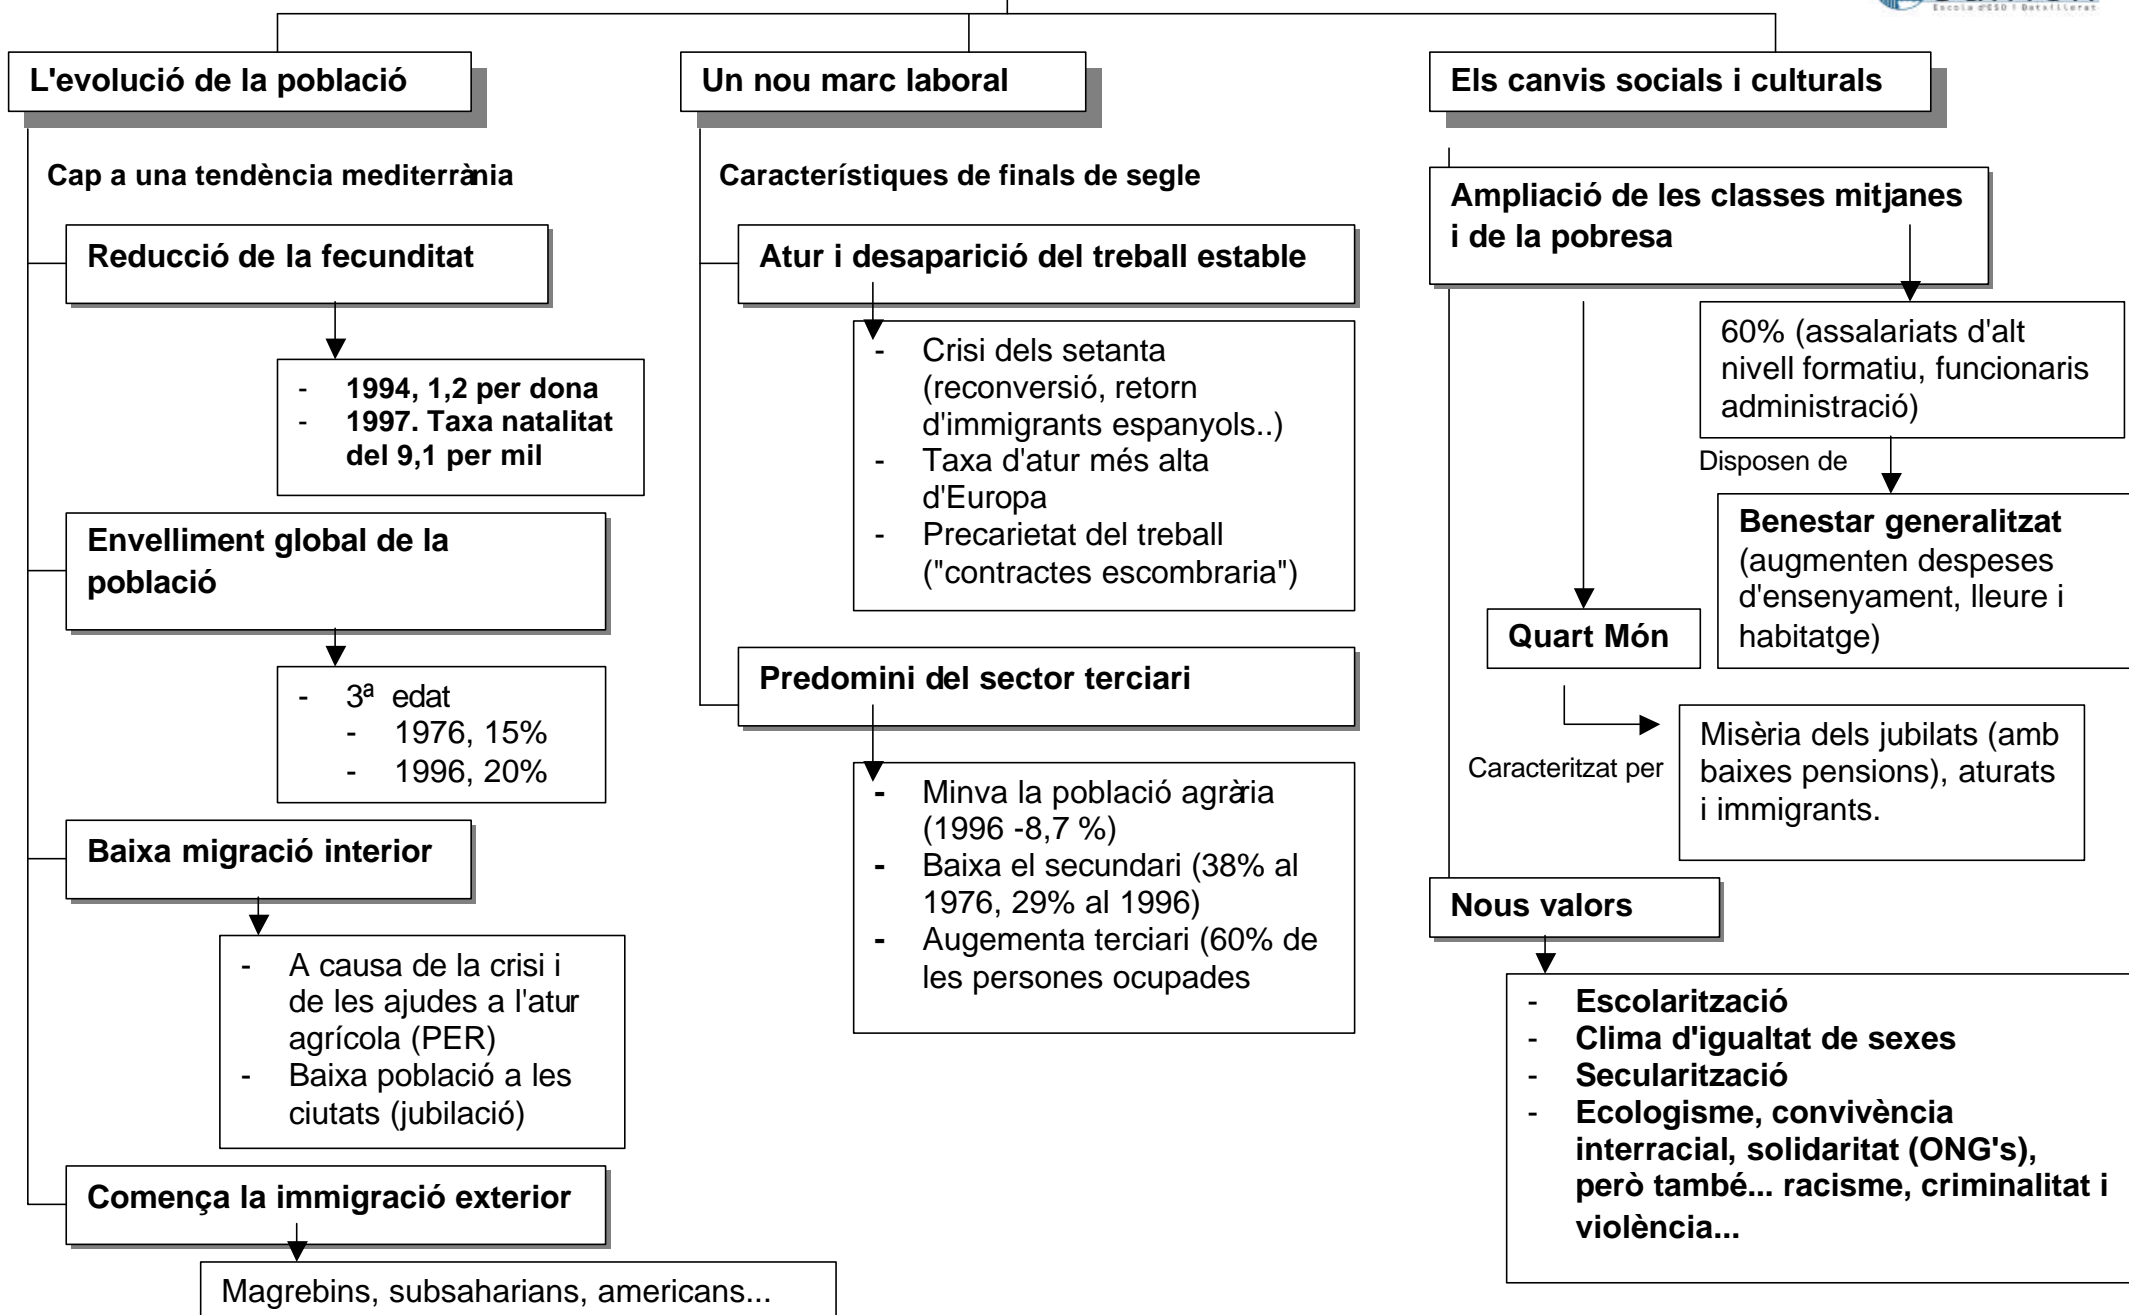 Escola d'ESO i Batxillerat
L'evolució de la població
Cap a una tendència mediterrània
Reducció de la fecunditat
- 1994, 1,2 per dona
- 1997. Taxa natalitat
del 9,1 per mil
Envelliment global de la
població
- 3ª edat
- 1976, 15%
- 1996, 20%
Baixa migració interior
- A causa de la crisi i
de les ajudes a l'atur
agrícola (PER)
- Baixa població a les
ciutats (jubilació)
Comença la immigració exterior
Magrebins, subsaharians, americans...
Un nou marc laboral
Característiques de finals de segle
Atur i desaparició del treball estable
- Crisi dels setanta
(reconversió, retorn
d'immigrants espanyols..)
- Taxa d'atur més alta
d'Europa
- Precarietat del treball
("contractes escombraria")
Predomini del sector terciari
- Minva la població agrària
(1996 -8,7 %)
- Baixa el secundari (38% al
1976, 29% al 1996)
- Augementa terciari (60% de
les persones ocupades
Els canvis socials i culturals
Ampliació de les classes mitjanes
i de la pobresa
60% (assalariats d'alt
nivell formatiu, funcionaris
administració)
Disposen de
Benestar generalitzat
(augmenten despeses
d'ensenyament, lleure i
habitatge)
Quart Món
Caracteritzat per
Misèria dels jubilats (amb
baixes pensions), aturats
i immigrants.
Nous valors
- Escolarització
- Clima d'igualtat de sexes
- Secularització
- Ecologisme, convivència
interracial, solidaritat (ONG's),
però també... racisme, criminalitat i
violència...